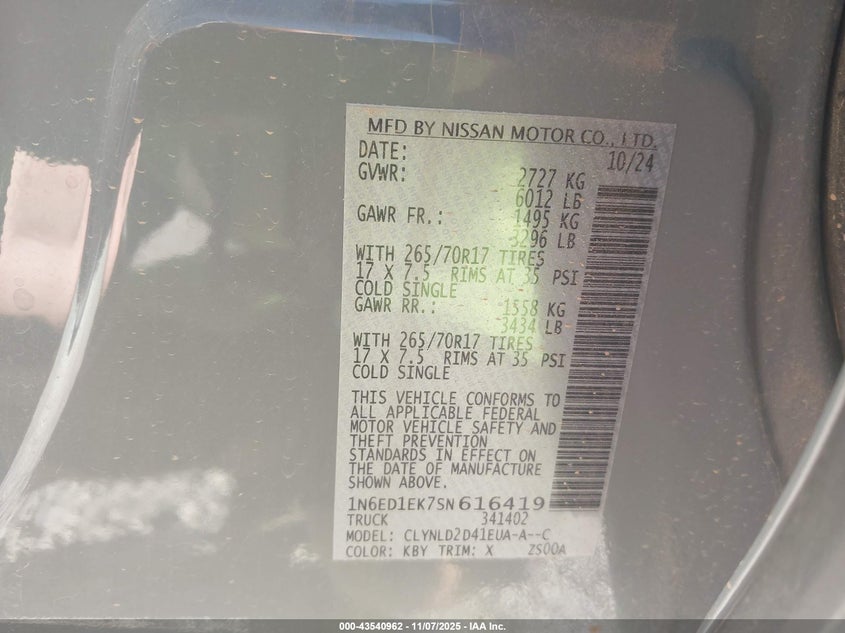 MFD BY NISSAN MOTOR CO., LTD.
DATE: 10/24
GVWR: 2727 KG
6012 LB
GAWR FR.: 1495 KG
3296 LB
WITH 265/70R17 TIRES
17 X 7.5 RIMS AT 35 PSI
COLD SINGLE
GAWR RR.: 1558 KG
3434 LB
WITH 265/70R17 TIRES
17 X 7.5 RIMS AT 35 PSI
COLD SINGLE
THIS VEHICLE CONFORMS TO
ALL APPLICABLE FEDERAL
MOTOR VEHICLE SAFETY AND
THEFT PREVENTION
STANDARDS IN EFFECT ON
THE DATE OF MANUFACTURE
SHOWN ABOVE.
1N6ED1EK7SN616419
TRUCK 341402
MODEL: CLYNLD2D41EUA-A--C
COLOR: KBY TRIM: X ZS00A
000-43540962 - 11/07/2025 - IAA Inc.